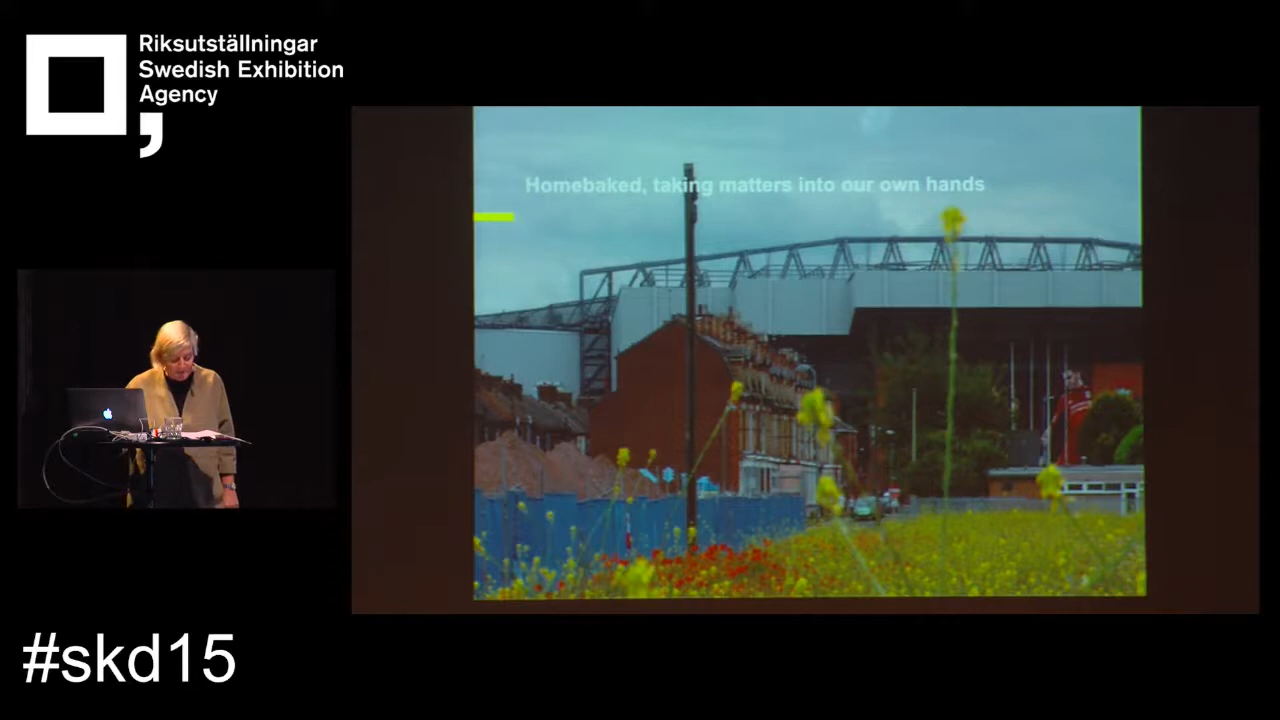 Riksutställningar
Swedish Exhibition
Agency
Homebaked, taking matters into our own hands
#skd15